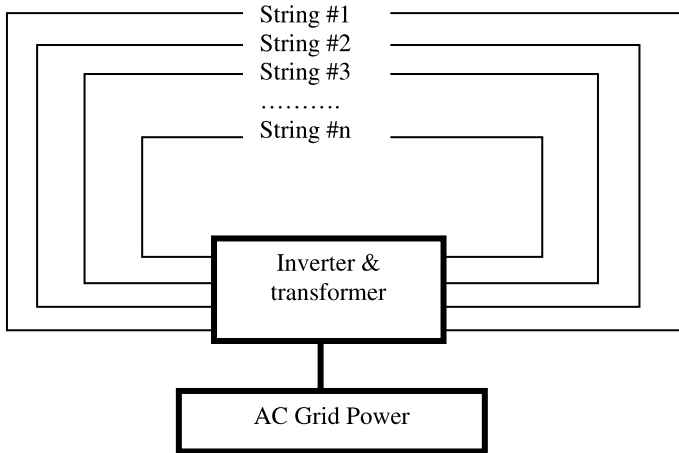 String #1
String #2
String #3
……….
String #n
Inverter &
transformer
AC Grid Power